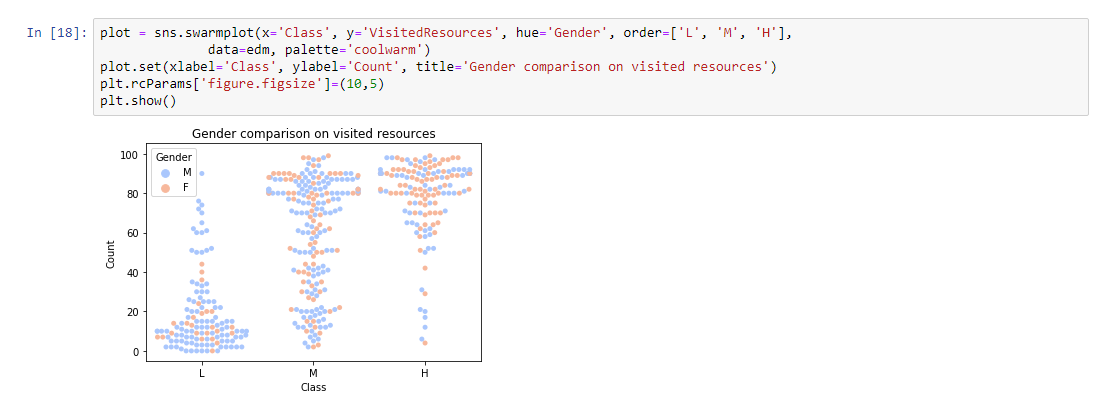 In [18]:
plot = sns.swarmplot(x='Class', y='VisitedResources', hue='Gender', order=['L', 'M', 'H'],
data=edm, palette='coolwarm')
plot.set(xlabel='Class', ylabel='Count', title='Gender comparison on visited resources')
plt.rcParams['figure.figsize']=(10,5)
plt.show()
Gender comparison on visited resources
Gender
M
F
Count
100
80
60
40
20
0
L M H
Class